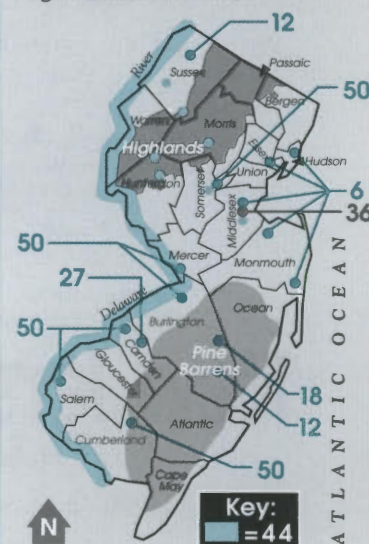 12
River
Sussex
Passaic
Bergen
50
Warren
Morris
Essex
Highlands
Hudson
Hunterdon
Somerset
Union
6
Middlesex
36
50
Mercer
Monmouth
27
Delaware
Ocean
50
Burlington
Camden
Pine
Barrens
Gloucester
18
Salem
12
Atlantic
Cumberland
50
Cape
May
ATLANTIC OCEAN
N
Key:
=44